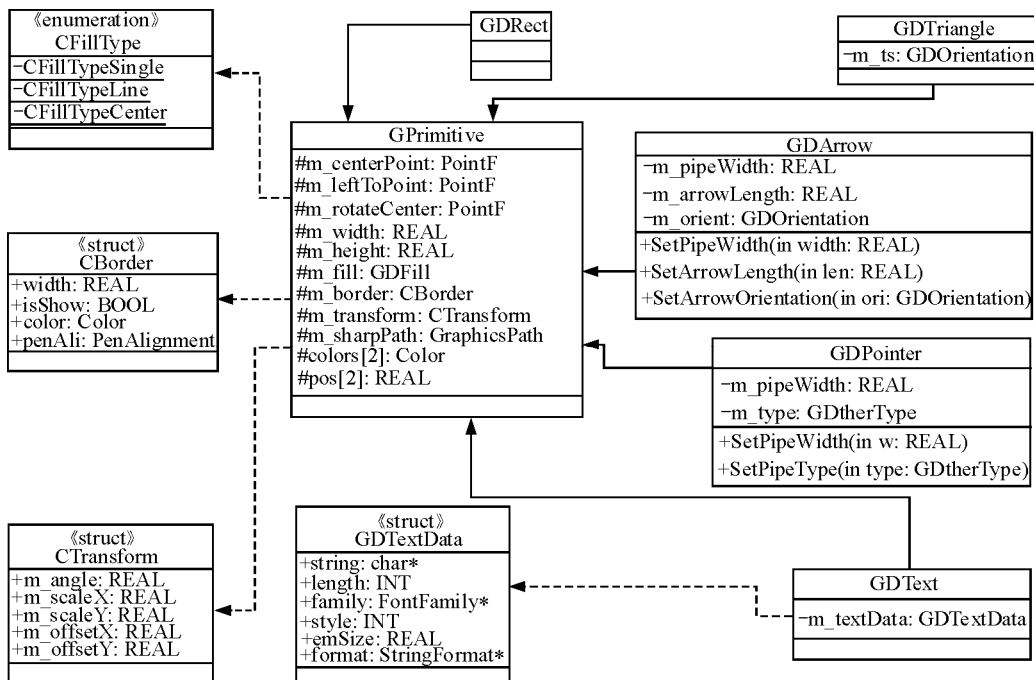 《enumeration》
CFillType
−CFillTypeSingle
−CFillTypeLine
−CFillTypeCenter
GDRect
GDTriangle
−m_ts: GDOrientation
GPrimitive
#m_centerPoint: PointF
#m_leftToPoint: PointF
#m_rotateCenter: PointF
#m_width: REAL
#m_height: REAL
#m_fill: GDFill
#m_border: CBorder
#m_transform: CTransform
#m_sharpPath: GraphicsPath
#colors[2]: Color
#pos[2]: REAL
GDArrow
−m_pipeWidth: REAL
−m_arrowLength: REAL
−m_orient: GDOrientation
+SetPipeWidth(in width: REAL)
+SetArrowLength(in len: REAL)
+SetArrowOrientation(in ori: GDOrientation)
《struct》
CBorder
+width: REAL
+isShow: BOOL
+color: Color
+penAli: PenAlignment
GDPointer
−m_pipeWidth: REAL
−m_type: GDtherType
+SetPipeWidth(in w: REAL)
+SetPipeType(in type: GDtherType)
《struct》
CTransform
+m_angle: REAL
+m_scaleX: REAL
+m_scaleY: REAL
+m_offsetX: REAL
+m_offsetY: REAL
《struct》
GDTextData
+string: char*
+length: INT
+family: FontFamily*
+style: INT
+emSize: REAL
+format: StringFormat*
GDText
−m_textData: GDTextData